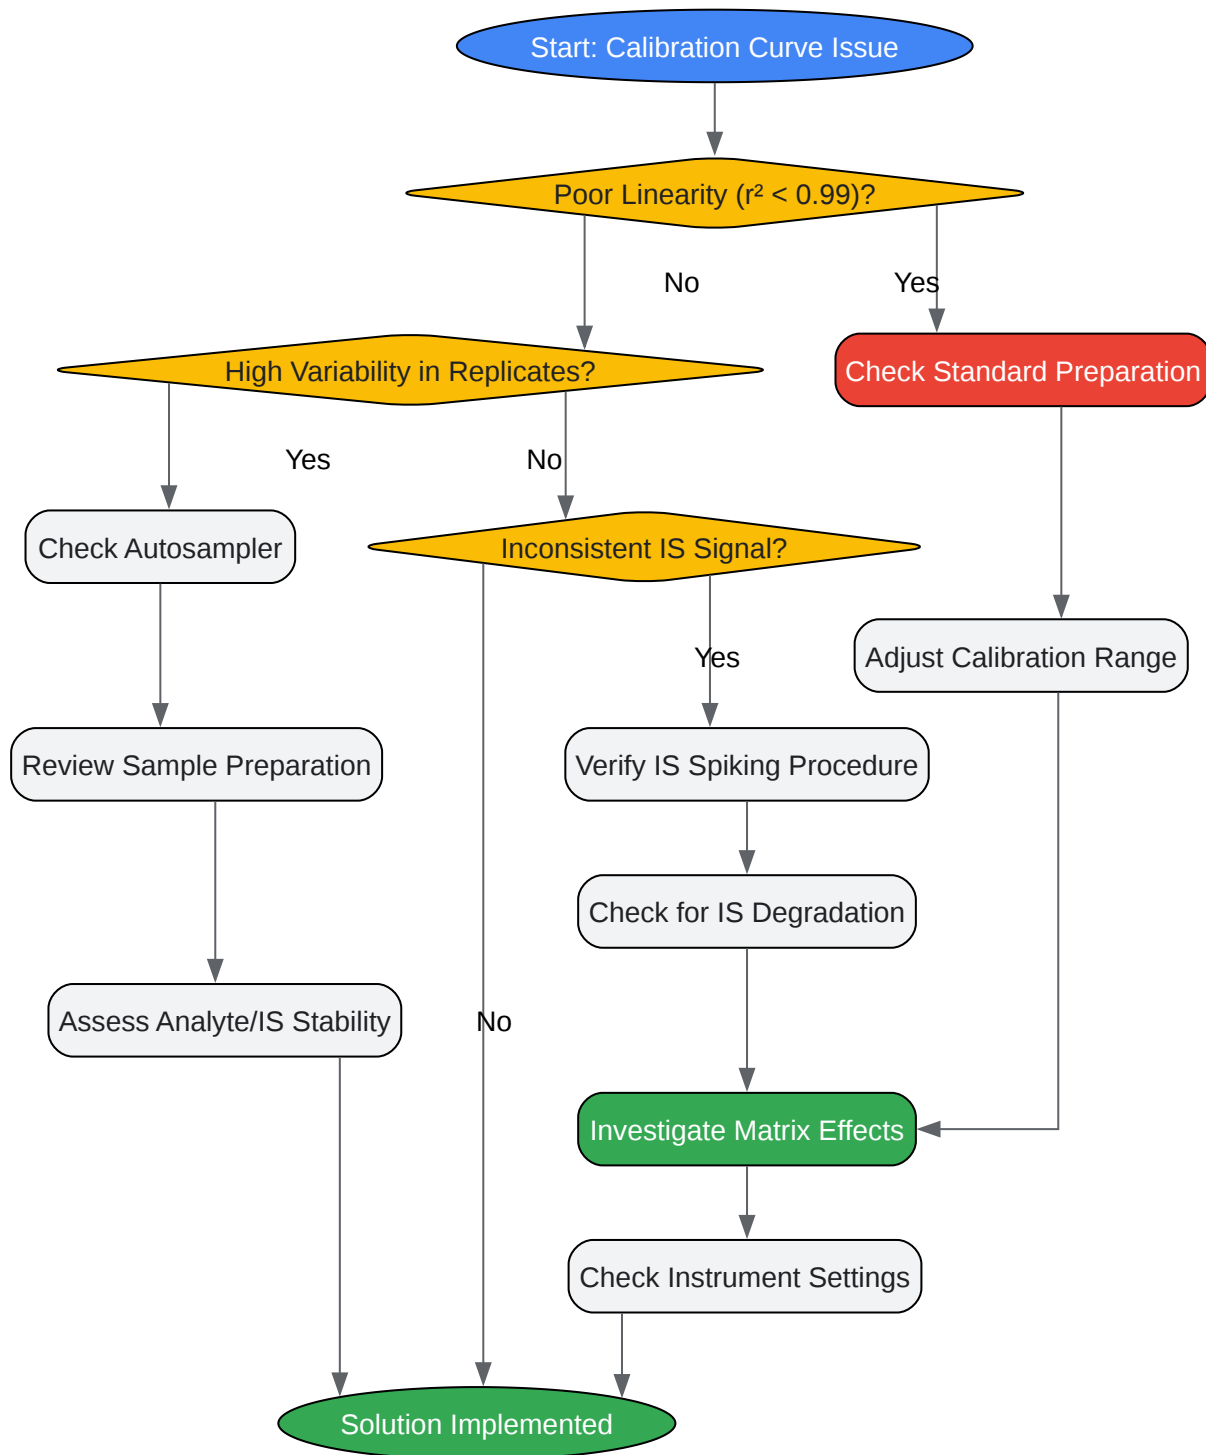 Start: Calibration Curve Issue
Poor Linearity (r² < 0.99)?
No
Yes
High Variability in Replicates?
Check Standard Preparation
Yes
No
Check Autosampler
Inconsistent IS Signal?
Yes
Adjust Calibration Range
Review Sample Preparation
Verify IS Spiking Procedure
Check for IS Degradation
Assess Analyte/IS Stability
No
Investigate Matrix Effects
Check Instrument Settings
Solution Implemented